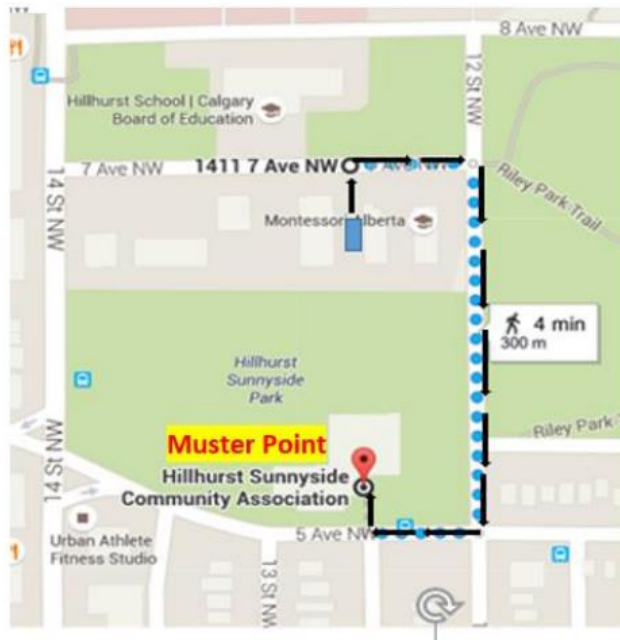 8 Ave NW
12 St NW
Hillhurst School | Calgary
Board of Education
7 Ave NW
1411 7 Ave NW
14 St NW
Riley Park Trail
Montessori Alberta
4 min
300 m
Hillhurst
Sunnyside
Park
Muster Point
Riley Park T
Hillhurst Sunnyside
Community Association
14 St NW
Urban Athlete
Fitness Studio
5 Ave NW
13 St NW
1